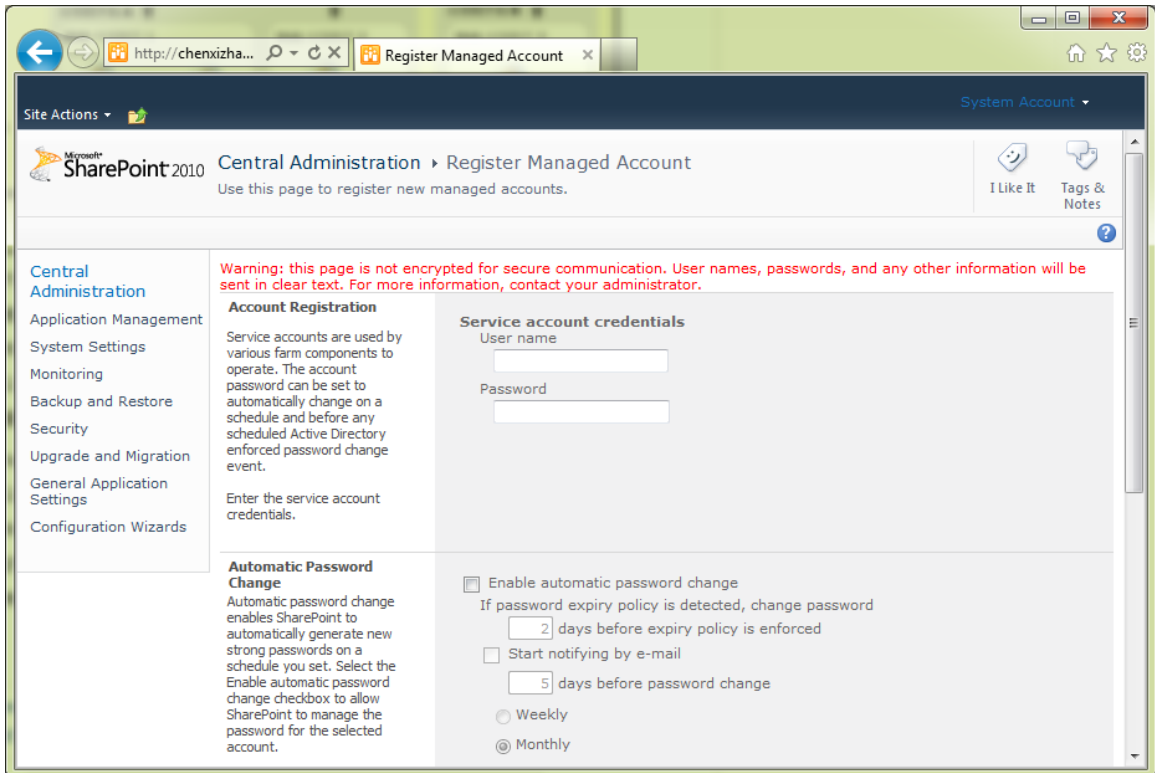 http://chenxizha...
Register Managed Account
System Account
Site Actions
Microsoft
SharePoint 2010
Central Administration ▸ Register Managed Account
Use this page to register new managed accounts.
I Like It
Tags &
Notes
Central
Administration
Application Management
System Settings
Monitoring
Backup and Restore
Security
Upgrade and Migration
General Application
Settings
Configuration Wizards
Warning: this page is not encrypted for secure communication. User names, passwords, and any other information will be
sent in clear text. For more information, contact your administrator.
Account Registration
Service accounts are used by
various farm components to
operate. The account
password can be set to
automatically change on a
schedule and before any
scheduled Active Directory
enforced password change
event.
Enter the service account
credentials.
Service account credentials
User name
Password
Automatic Password
Change
Automatic password change
enables SharePoint to
automatically generate new
strong passwords on a
schedule you set. Select the
Enable automatic password
change checkbox to allow
SharePoint to manage the
password for the selected
account.
Enable automatic password change
If password expiry policy is detected, change password
2 days before expiry policy is enforced
Start notifying by e-mail
5 days before password change
Weekly
Monthly